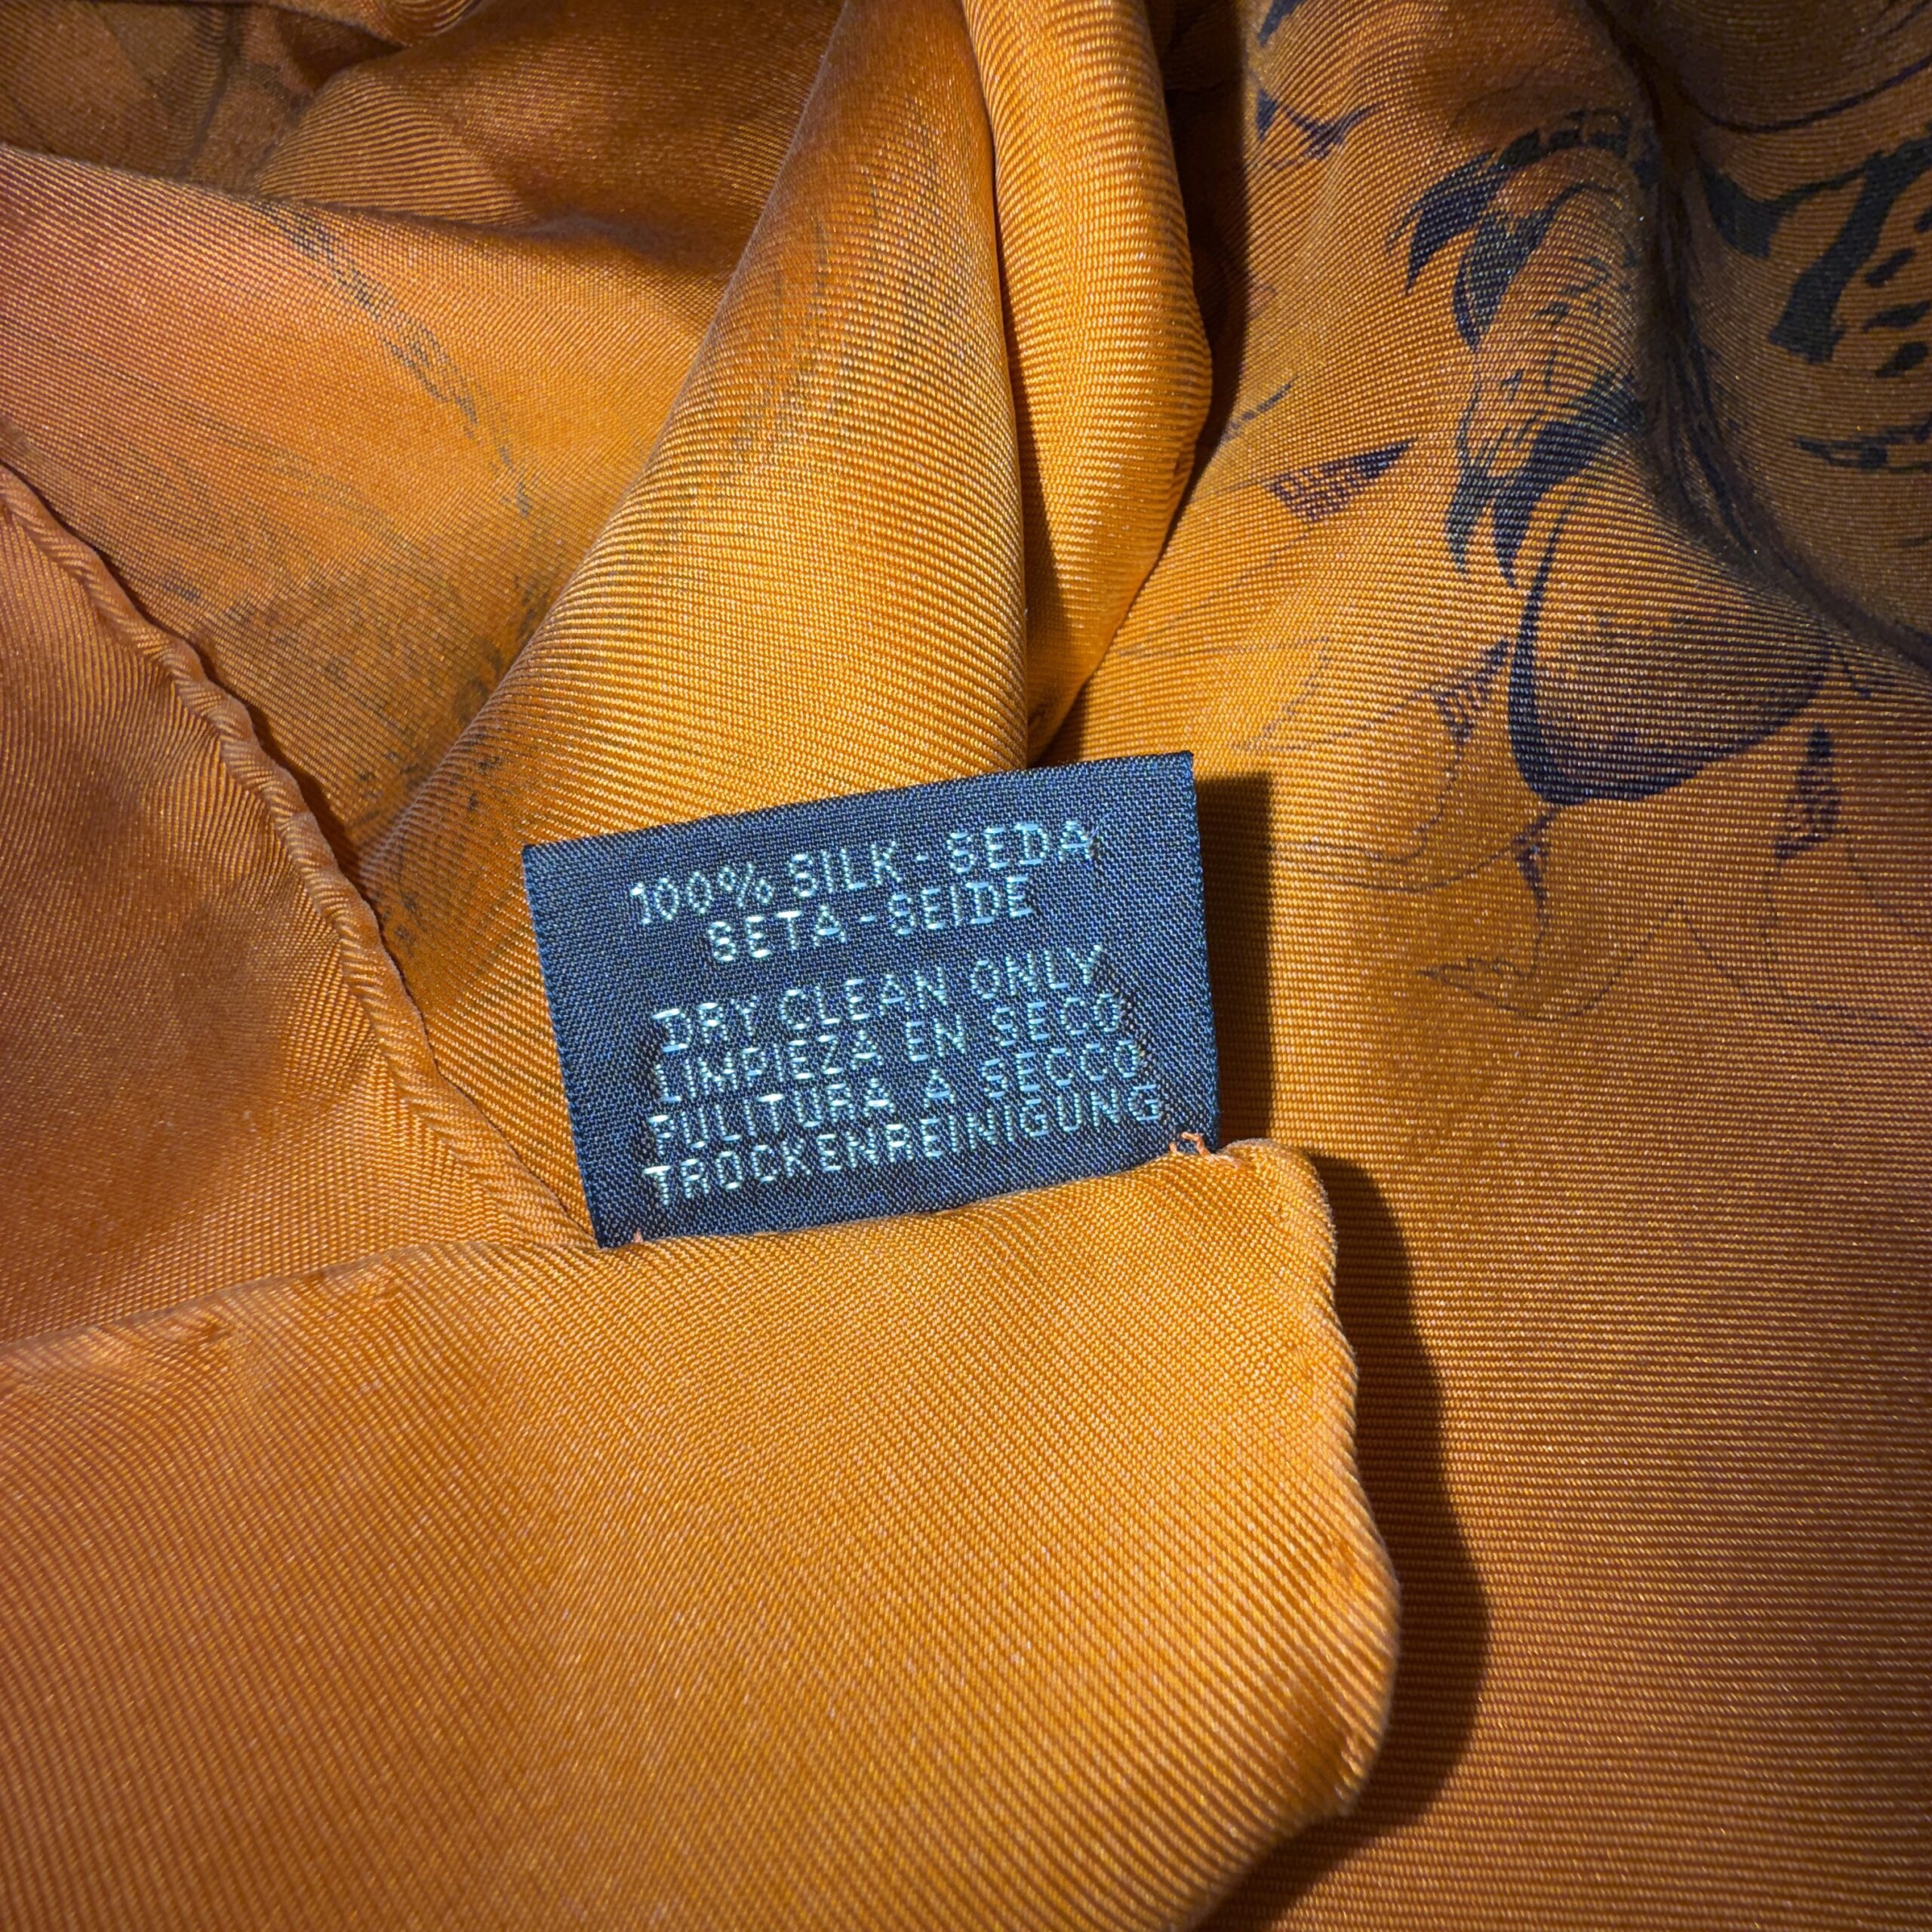 100% SILK - SEDA
SETA - SEIDE
DRY CLEAN ONLY
LIMPIEZA EN SECO
PULITURA A SECCO
TROCKENREINIGUNG